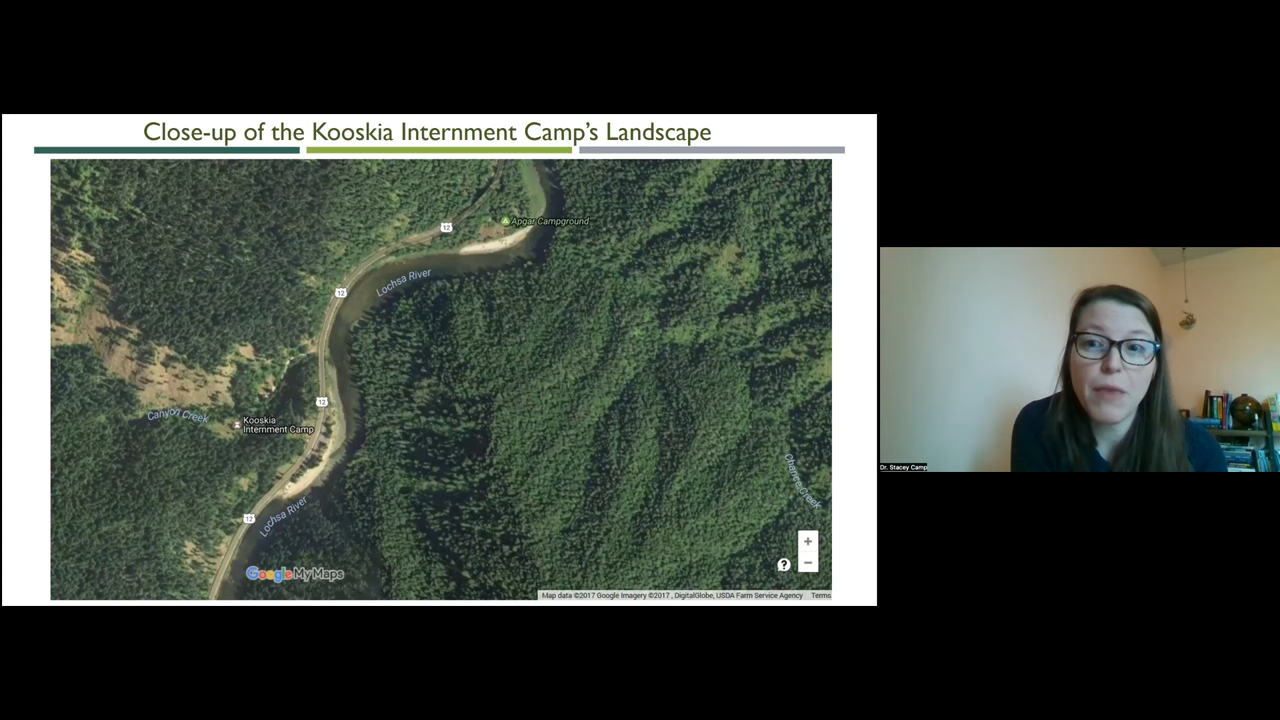 Close-up of the Kooskia Internment Camp's Landscape
12
Apgar Campground
Lochsa River
12
12
Canyon Creek
Kooskia
Internment Camp
Lochsa River
12
Chance Creek
+
?
−
Google My Maps
Map data ©2017 Google Imagery ©2017 , DigitalGlobe, USDA Farm Service Agency Terms
Dr. Stacey Camp